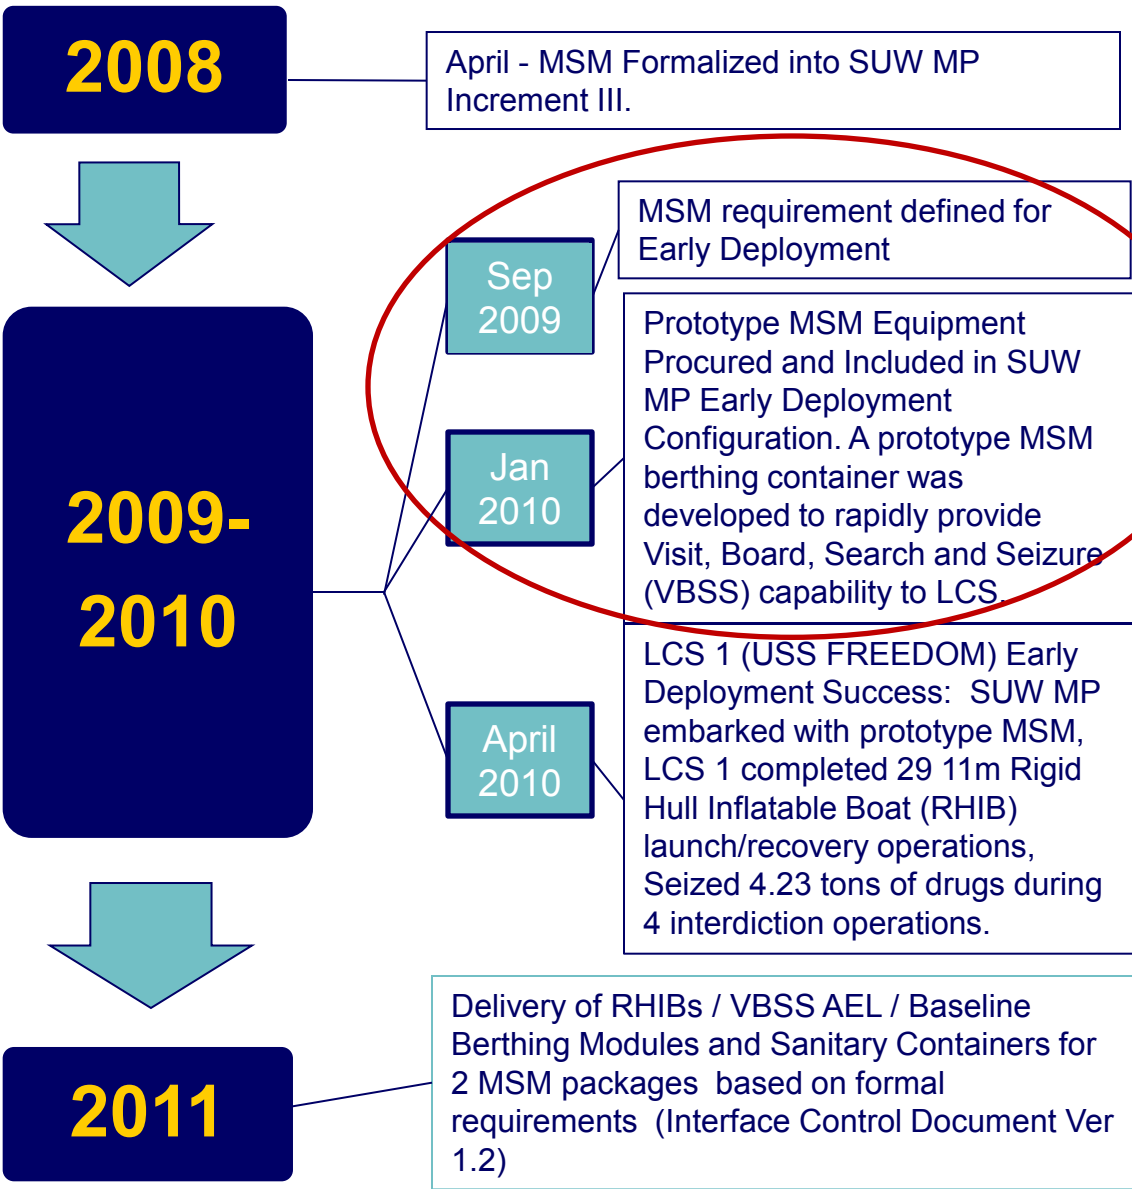 2008
April - MSM Formalized into SUW MP
Increment III.
2009-
2010
Sep
2009
MSM requirement defined for
Early Deployment
Jan
2010
Prototype MSM Equipment
Procured and Included in SUW
MP Early Deployment
Configuration. A prototype MSM
berthing container was
developed to rapidly provide
Visit, Board, Search and Seizure
(VBSS) capability to LCS.
April
2010
LCS 1 (USS FREEDOM) Early
Deployment Success:  SUW MP
embarked with prototype MSM,
LCS 1 completed 29 11m Rigid
Hull Inflatable Boat (RHIB)
launch/recovery operations,
Seized 4.23 tons of drugs during
4 interdiction operations.
2011
Delivery of RHIBs / VBSS AEL / Baseline
Berthing Modules and Sanitary Containers for
2 MSM packages  based on formal
requirements  (Interface Control Document Ver
1.2)